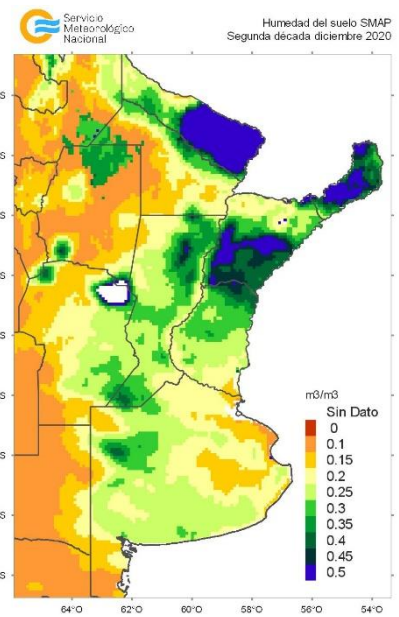 Servicio
Meteorológico
Nacional
Humedad del suelo SMAP
Segunda década diciembre 2020
S
S
S
S
S
S
S
S
S
m3/m3
Sin Dato
0
0.1
0.15
0.2
0.25
0.3
0.35
0.4
0.45
0.5
64°O 62°O 60°O 58°O 56°O 54°O